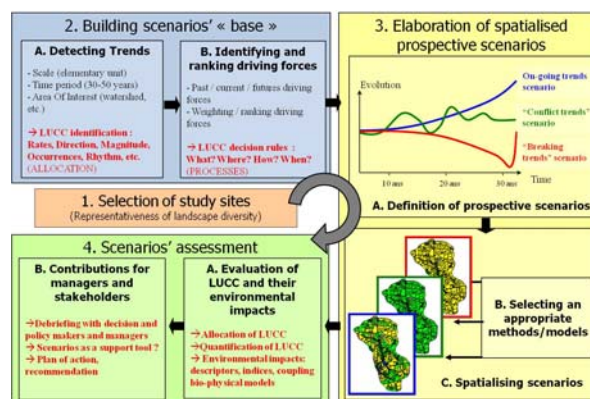 2. Building scenarios' « base »
A. Detecting Trends
- Scale (elementary unit)
- Time period (30-50 years)
- Area Of Interest (watershed,
etc.)
→ LUCC identification :
Rates, Direction, Magnitude,
Occurrences, Rhythm, etc.
(ALLOCATION)
B. Identifying and
ranking driving forces
- Past / current / futures driving
forces
- Weighting / ranking driving
forces
→ LUCC decision rules :
What? Where? How? When?
(PROCESSES)
1. Selection of study sites
(Representativeness of landscape diversity)
3. Elaboration of spatialised
prospective scenarios
Evolution
On-going trends
scenario
"Conflict trends"
scenario
"Breaking
trends" scenario
10 ans
20 ans
30 ans
Time
A. Definition of prospective scenarios
B. Selecting an
appropriate
methods/models
C. Spatialising scenarios
4. Scenarios' assessment
B. Contributions for
managers and
stakeholders
→Debriefing with decision and
policy makers and managers
→ Scenarios as a support tool ?
→ Plan of action,
recommendation
A. Evaluation of
LUCC and their
environmental
impacts
→Allocation of LUCC
→Quantification of LUCC
→ Environmental impacts:
descriptors, indices, coupling
bio-physical models